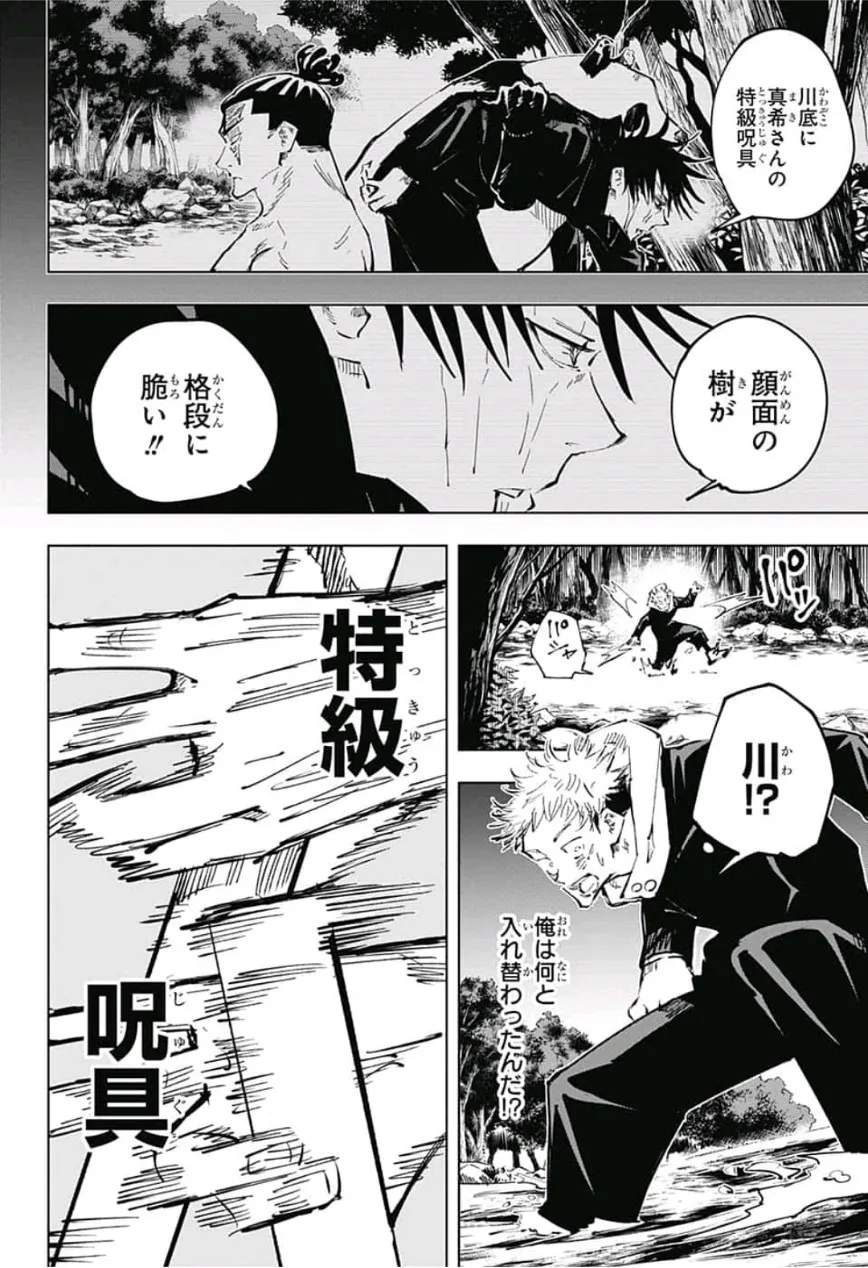 川底に
真希さんの
特級呪具
顔面の
樹が
格段に
脆い!!
パッ
パシャ
川!?
俺は何と
入れ替わったんだ!?
特級
呪具